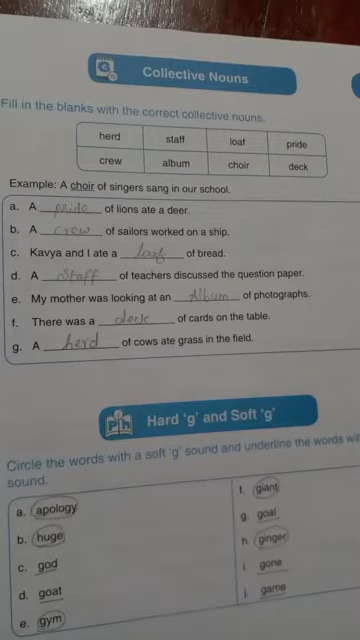 Collective Nouns
Fill in the blanks with the correct collective nouns.
herd staff loaf pride
crew album choir deck
Example: A choir of singers sang in our school.
a. A pride of lions ate a deer.
b. A crew of sailors worked on a ship.
c. Kavya and I ate a loaf of bread.
d. A staff of teachers discussed the question paper.
e. My mother was looking at an Album of photographs.
f. There was a deck of cards on the table.
g. A herd of cows ate grass in the field.
Ph Hard 'g' and Soft 'g'
Circle the words with a soft 'g' sound and underline the words wi
sound.
a. apology
b. huge
c. god
d. goat
e. gym
f. giant
g. goal
h. ginger
i. gone
j. game